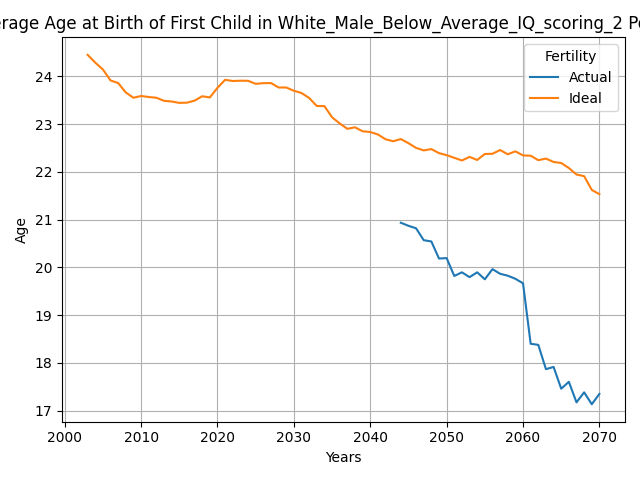 erage Age at Birth of First Child in White_Male_Below_Average_IQ_scoring_2 Po
Fertility
Actual
Ideal
Age
24
23
22
21
20
19
18
17
2000 2010 2020 2030 2040 2050 2060 2070
Years